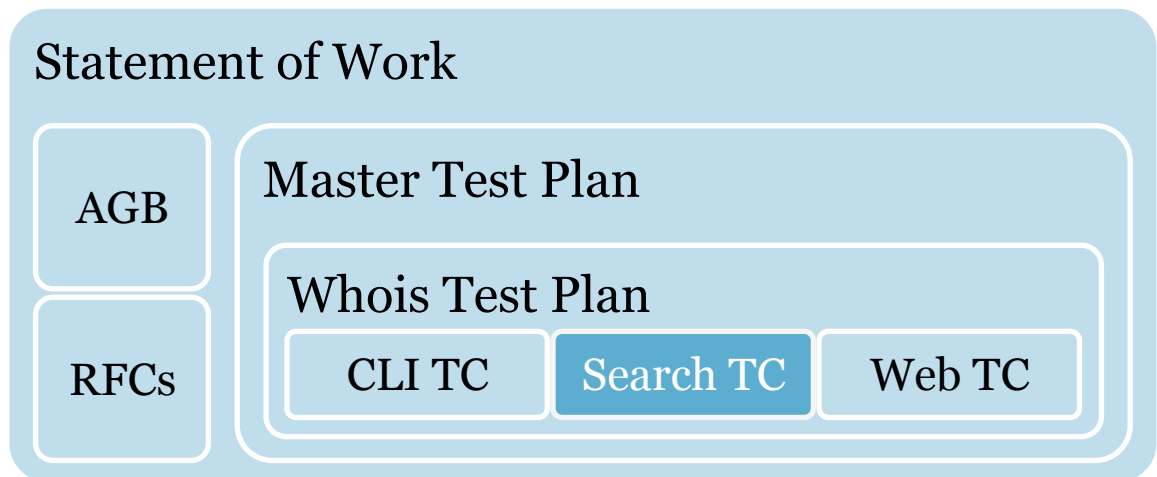 Statement of Work
AGB
RFCs
Master Test Plan
Whois Test Plan
CLI TC
Search TC
Web TC